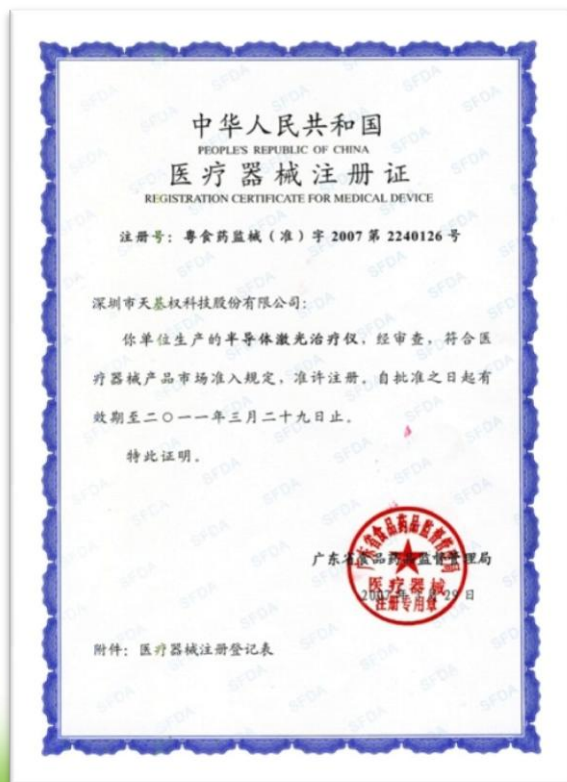 中华人民共和国
PEOPLE'S REPUBLIC OF CHINA
医疗器械注册证
REGISTRATION CERTIFICATE FOR MEDICAL DEVICE
注册号:粤食药监械(准)字 2007 第 2240126 号
深圳市天基权科技股份有限公司:
你单位生产的半导体激光治疗仪,经审查,符合医
疗器械产品市场准入规定,准许注册。自批准之日起有
效期至二〇一一年三月二十九日止。
特此证明。
广东省食品药品监督管理局
2007 年 月 29 日
医疗器械
注册专用章
附件:医疗器械注册登记表
SFDA